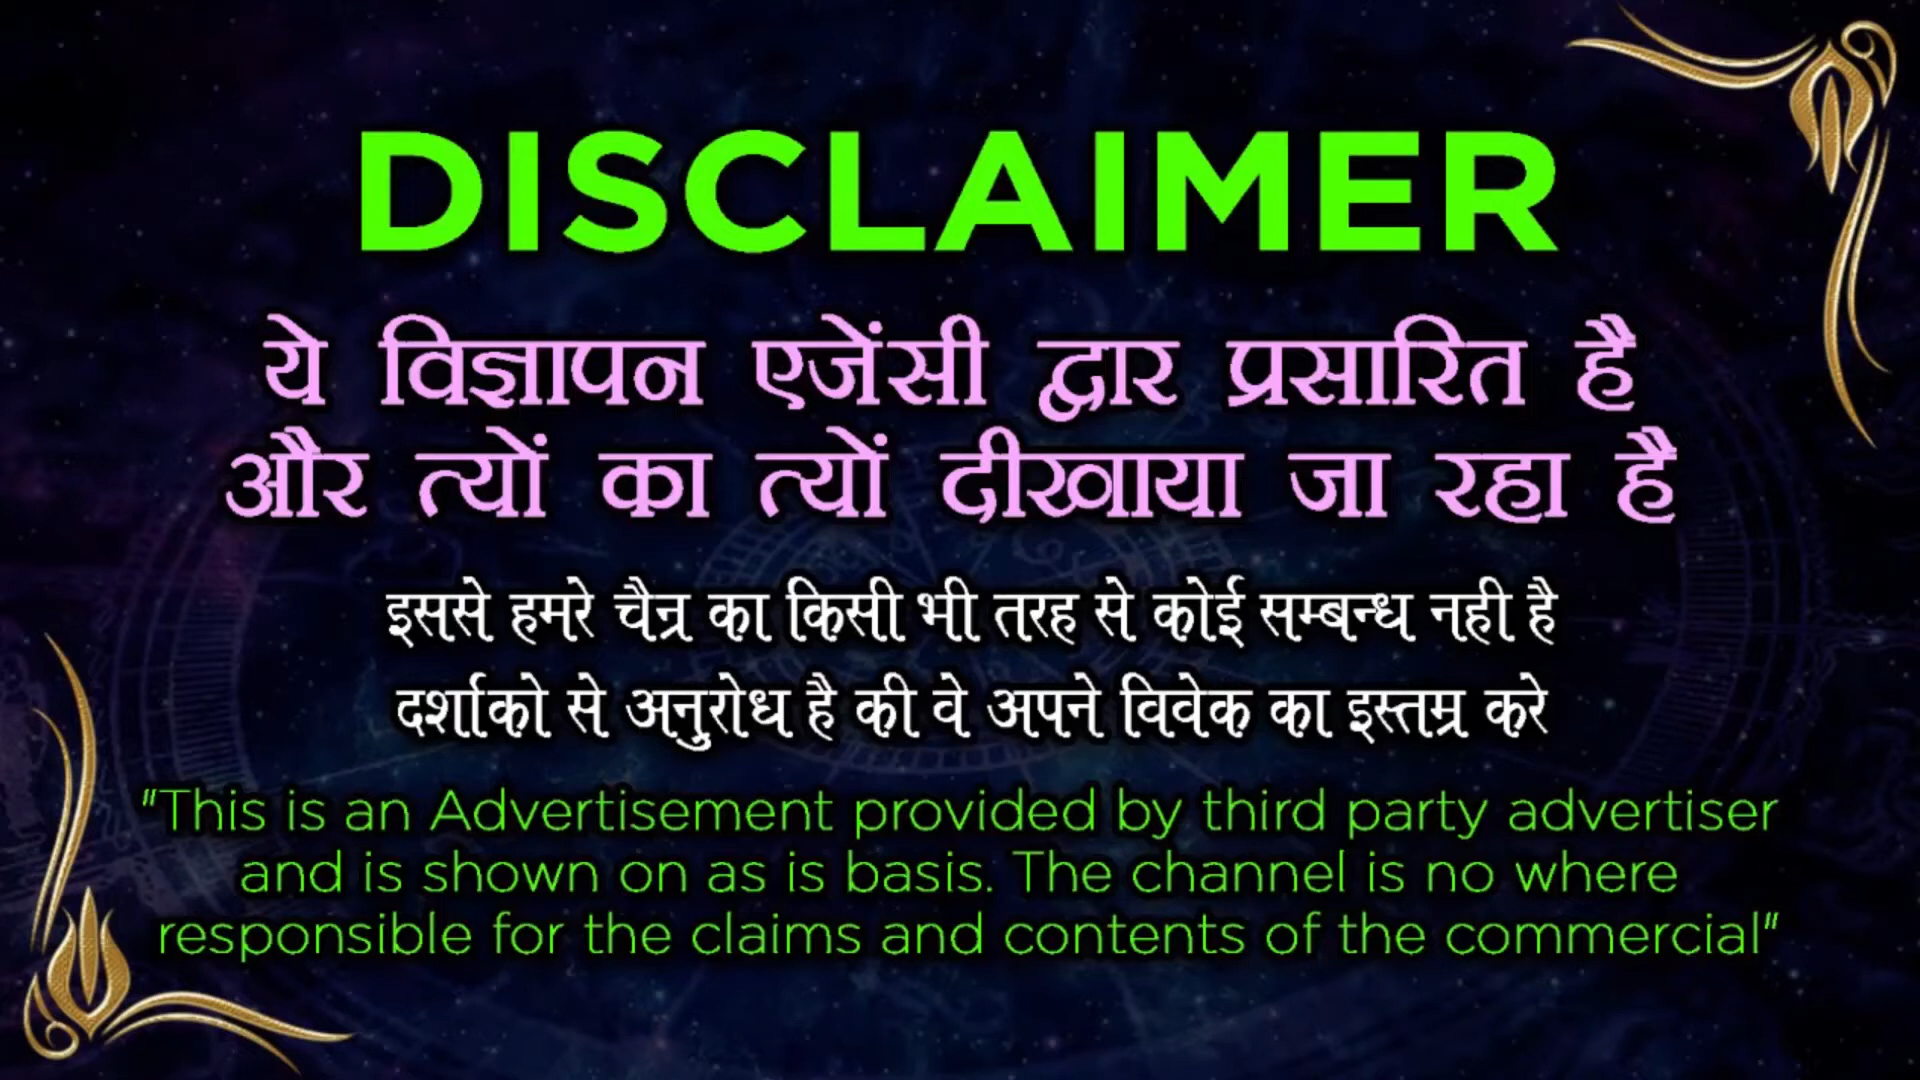 DISCLAIMER
ये विज्ञापन एजेंसी द्वार प्रसारित है
और त्यों का त्यों दीखाया जा रहा है
इससे हमरे चैन्र का किसी भी तरह से कोई सम्बन्ध नही है
दर्शाको से अनुरोध है की वे अपने विवेक का इस्तम्र करे
"This is an Advertisement provided by third party advertiser
and is shown on as is basis. The channel is no where
responsible for the claims and contents of the commercial"